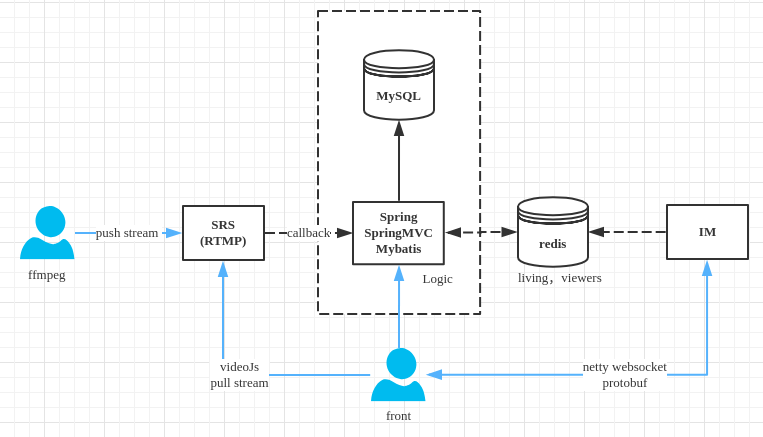 MySQL
Spring
SpringMVC
Mybatis
Logic
SRS
(RTMP)
push stream
callback
ffmpeg
redis
living，viewers
IM
videoJs
pull stream
netty websocket
protobuf
front